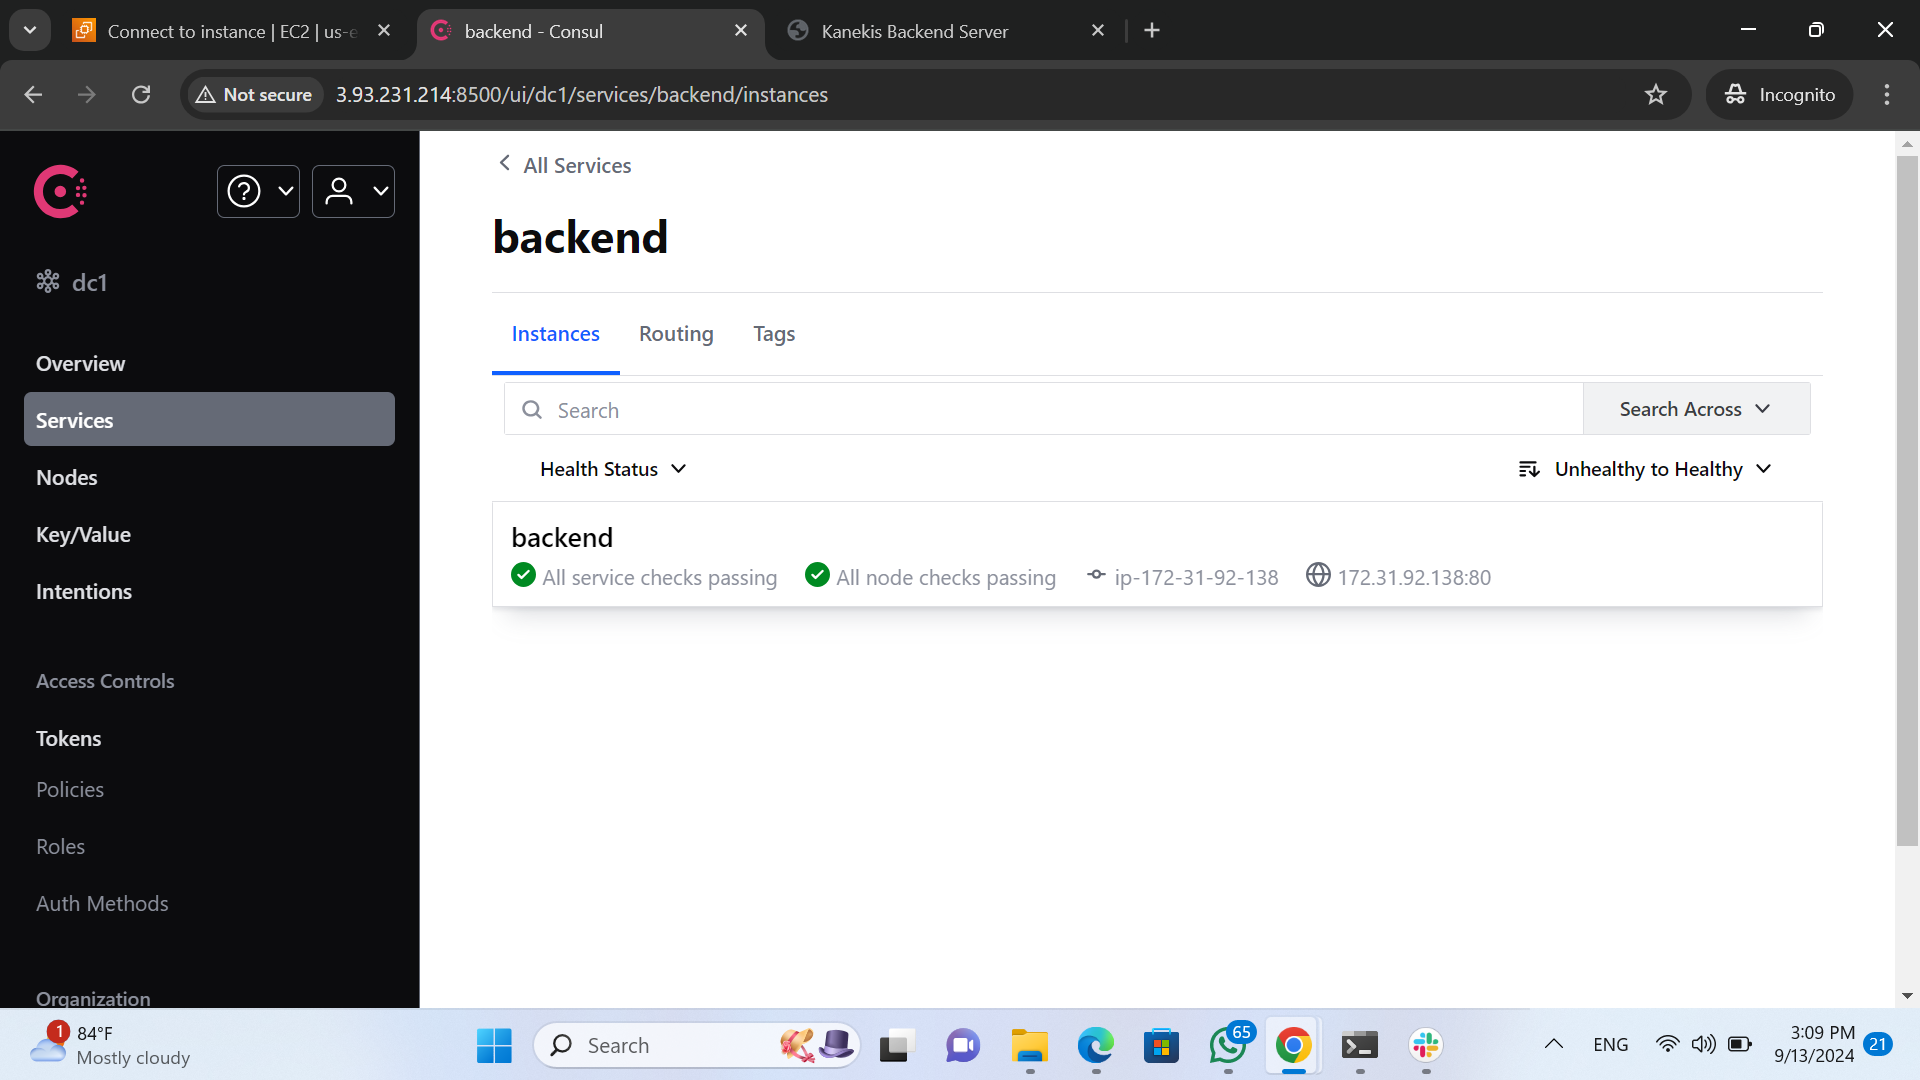 Connect to instance | EC2 | us-e
backend - Consul
Kanekis Backend Server
Not secure
3.93.231.214:8500/ui/dc1/services/backend/instances
Incognito
dc1
Overview
Services
Nodes
Key/Value
Intentions
Access Controls
Tokens
Policies
Roles
Auth Methods
Organization
All Services
backend
Instances
Routing
Tags
Search
Search Across
Health Status
Unhealthy to Healthy
backend
All service checks passing
All node checks passing
ip-172-31-92-138
172.31.92.138:80
1
84°F
Mostly cloudy
Search
65
ENG
3:09 PM
9/13/2024
21